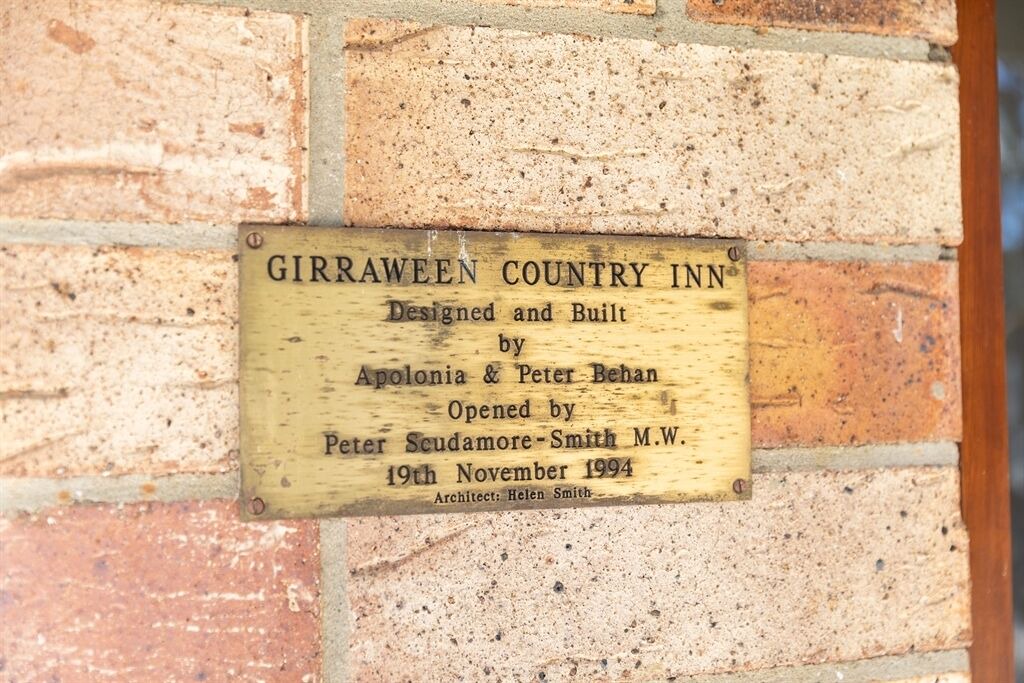 GIRRAWEEN COUNTRY INN
Designed and Built
by
Apolonia & Peter Behan
Opened by
Peter Scudamore-Smith M.W.
19th November 1994
Architect: Helen Smith